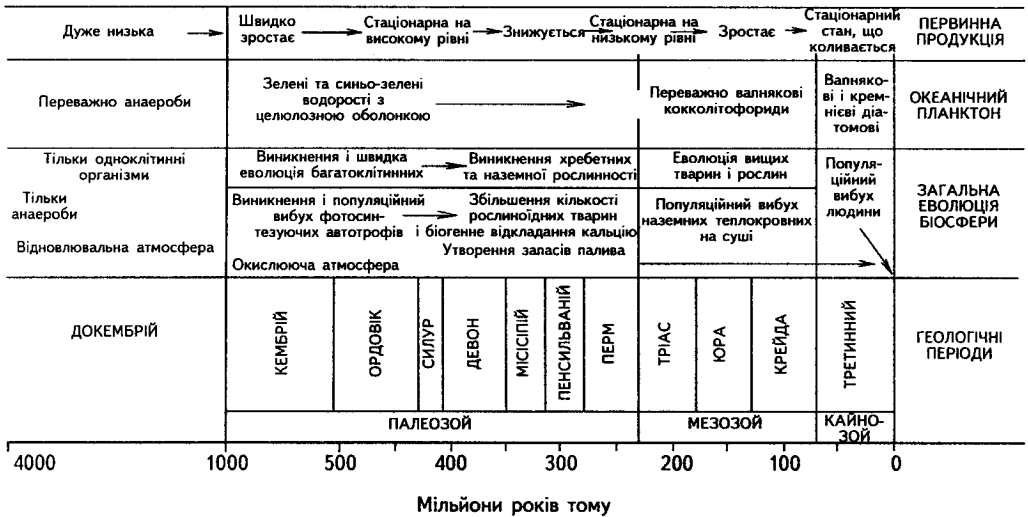 Дуже низька
Швидко
зростає
Стаціонарна на
високому рівні
Знижується
Стаціонарна на
низькому рівні
Зростає
Стаціонарний
стан, що
коливається
ПЕРВИННА
ПРОДУКЦІЯ
Переважно анаероби
Зелені та синьо-зелені
водорості з
целюлозною оболонкою
Переважно вапнякові
кокколітофориди
Вапняко-
ві і крем-
нієві діа-
томові
ОКЕАНІЧНИЙ
ПЛАНКТОН
Тільки одноклітинні
організми
Виникнення і швидка
еволюція багатоклітинних
Виникнення хребетних
та наземної рослинності
Еволюція вищих
тварин і рослин
Популя-
ційний
вибух
людини
ЗАГАЛЬНА
ЕВОЛЮЦІЯ
БІОСФЕРИ
Тільки
анаероби
Виникнення і популяційний
вибух фотосин-
тезуючих автотрофів
Збільшення кількості
рослиноїдних тварин
і біогенне відкладання кальцію
Популяційний вибух
наземних теплокровних
на суші
Відновлювальна атмосфера
Утворення запасів палива
Окислююча атмосфера
ДОКЕМБРІЙ
КЕМБРІЙ
ОРДОВІК
СИЛУР
ДЕВОН
МІСІСІПІЙ
ПЕНСИЛЬВАНІЙ
ПЕРМ
ТРІАС
ЮРА
КРЕЙДА
ТРЕТИННИЙ
ГЕОЛОГІЧНІ
ПЕРІОДИ
ПАЛЕОЗОЙ
МЕЗОЗОЙ
КАЙНО-
ЗОЙ
4000 1000 500 400 300 200 100 0
Мільйони років тому